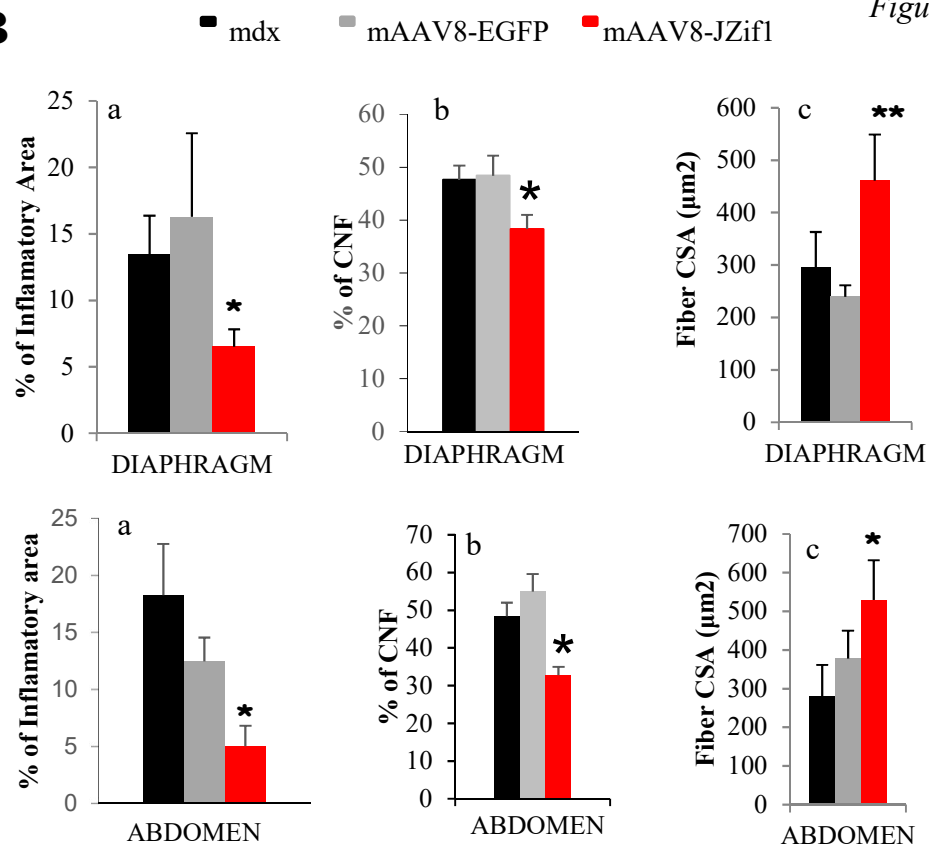 B
Figu
mdx mAAV8-EGFP mAAV8-JZif1
a
% of Inflamatory Area
25
20
15
10
5
0
*
DIAPHRAGM
b
% of CNF
60
50
40
30
20
10
0
*
DIAPHRAGM
c
Fiber CSA (µm2)
600
500
400
300
200
100
0
**
DIAPHRAGM
a
% of Inflamatory area
25
20
15
10
5
0
*
ABDOMEN
b
% of CNF
70
60
50
40
30
20
10
0
*
ABDOMEN
c
Fiber CSA (µm2)
700
600
500
400
300
200
100
0
*
ABDOMEN